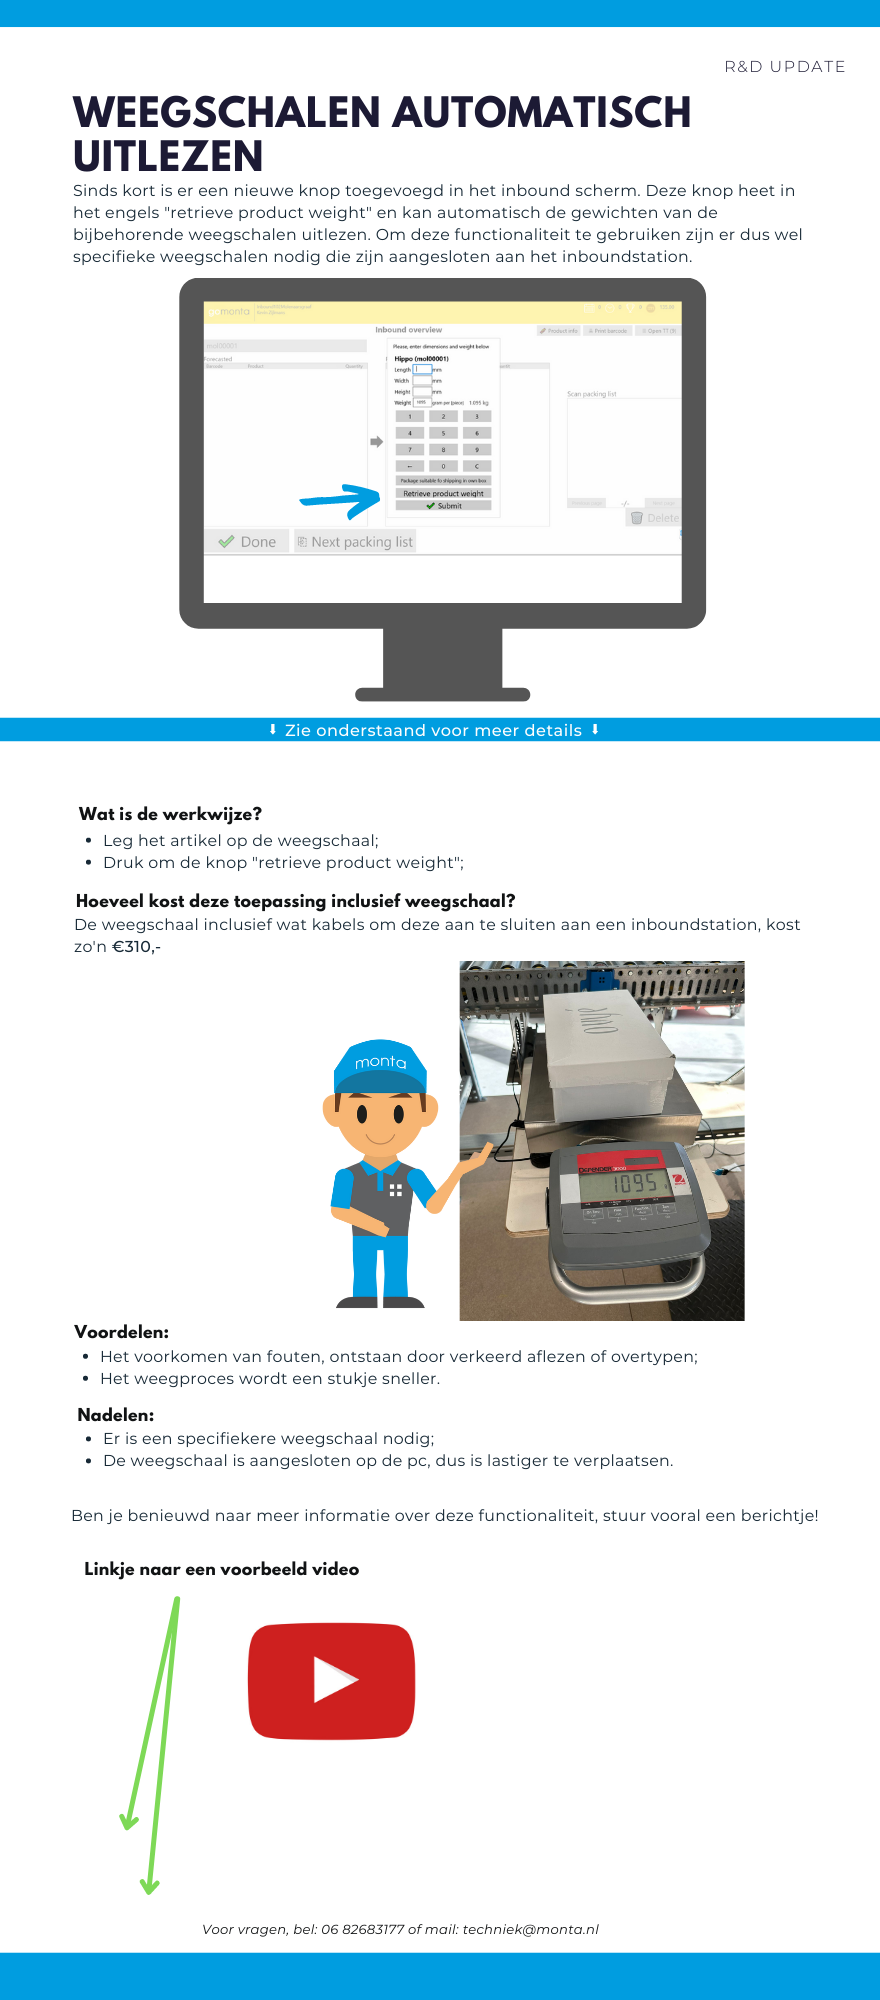 R&D UPDATE
WEEGSCHALEN AUTOMATISCH
UITLEZEN
Sinds kort is er een nieuwe knop toegevoegd in het inbound scherm. Deze knop heet in
het engels "retrieve product weight" en kan automatisch de gewichten van de
bijbehorende weegschalen uitlezen. Om deze functionaliteit te gebruiken zijn er dus wel
specifieke weegschalen nodig die zijn aangesloten aan het inboundstation.
gomonta
Inbound overview
Product info
Print barcode
Open TT (9)
mol00001
Forecasted
Barcode Product Quantity
Please, enter dimensions and weight below
Hippo (mol00001)
Length mm
Width mm
Height mm
Weight 1095 gram per (piece) 1.095 kg
1 2 3
4 5 6
7 8 9
← 0 C
Package suitable fo shipping in own box
Retrieve product weight
Submit
Scan packing list
-/-
Delete
Done
Next packing list
⬇ Zie onderstaand voor meer details ⬇
Wat is de werkwijze?
• Leg het artikel op de weegschaal;
• Druk om de knop "retrieve product weight";
Hoeveel kost deze toepassing inclusief weegschaal?
De weegschaal inclusief wat kabels om deze aan te sluiten aan een inboundstation, kost
zo'n €310,-
monta
DEFENDER 3000
1095
Voordelen:
• Het voorkomen van fouten, ontstaan door verkeerd aflezen of overtypen;
• Het weegproces wordt een stukje sneller.
Nadelen:
• Er is een specifiekere weegschaal nodig;
• De weegschaal is aangesloten op de pc, dus is lastiger te verplaatsen.
Ben je benieuwd naar meer informatie over deze functionaliteit, stuur vooral een berichtje!
Linkje naar een voorbeeld video
Voor vragen, bel: 06 82683177 of mail: techniek@monta.nl